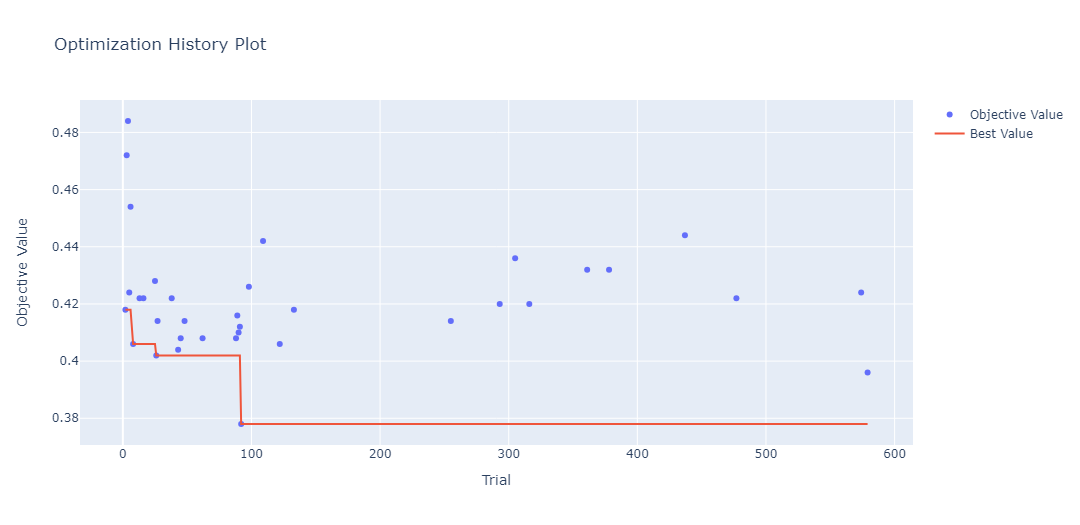 Optimization History Plot
Objective Value
Best Value
0.48
0.46
0.44
0.42
0.4
0.38
Objective Value
0
100
200
300
400
500
600
Trial